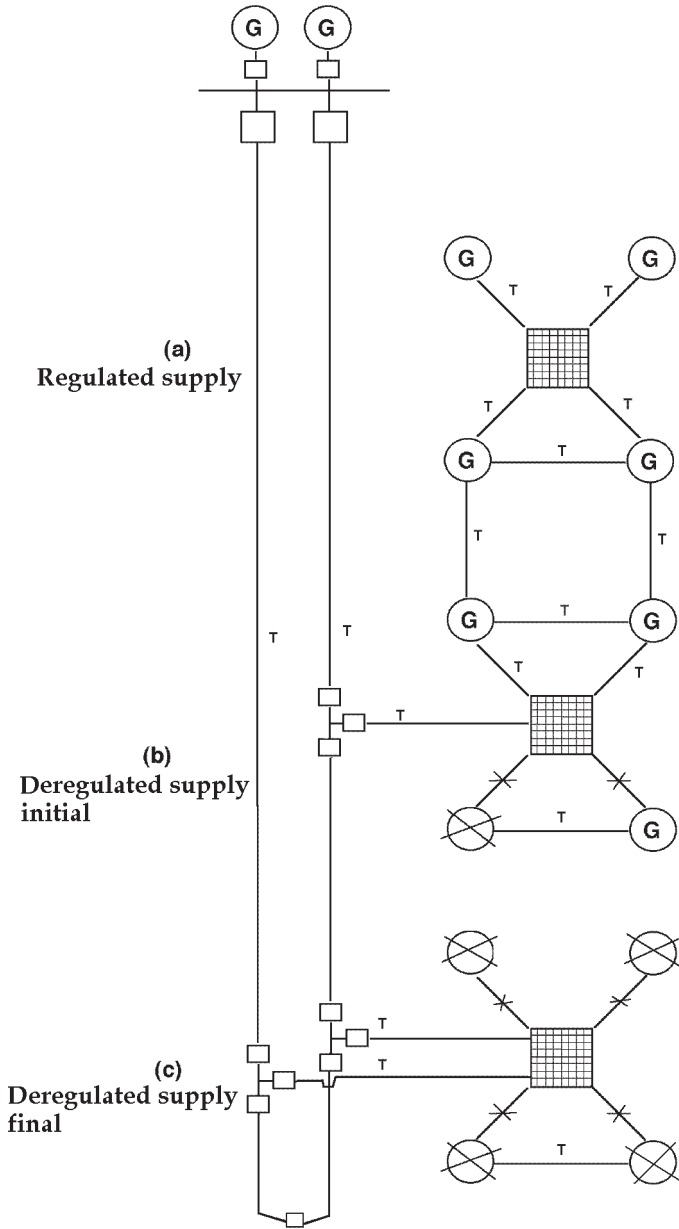 G G
G G
T T
(a)
Regulated supply
T T
G T G
T T
G T G
T T
T T
T
(b)
Deregulated supply
initial
T G
T
T
(c)
Deregulated supply
final
T